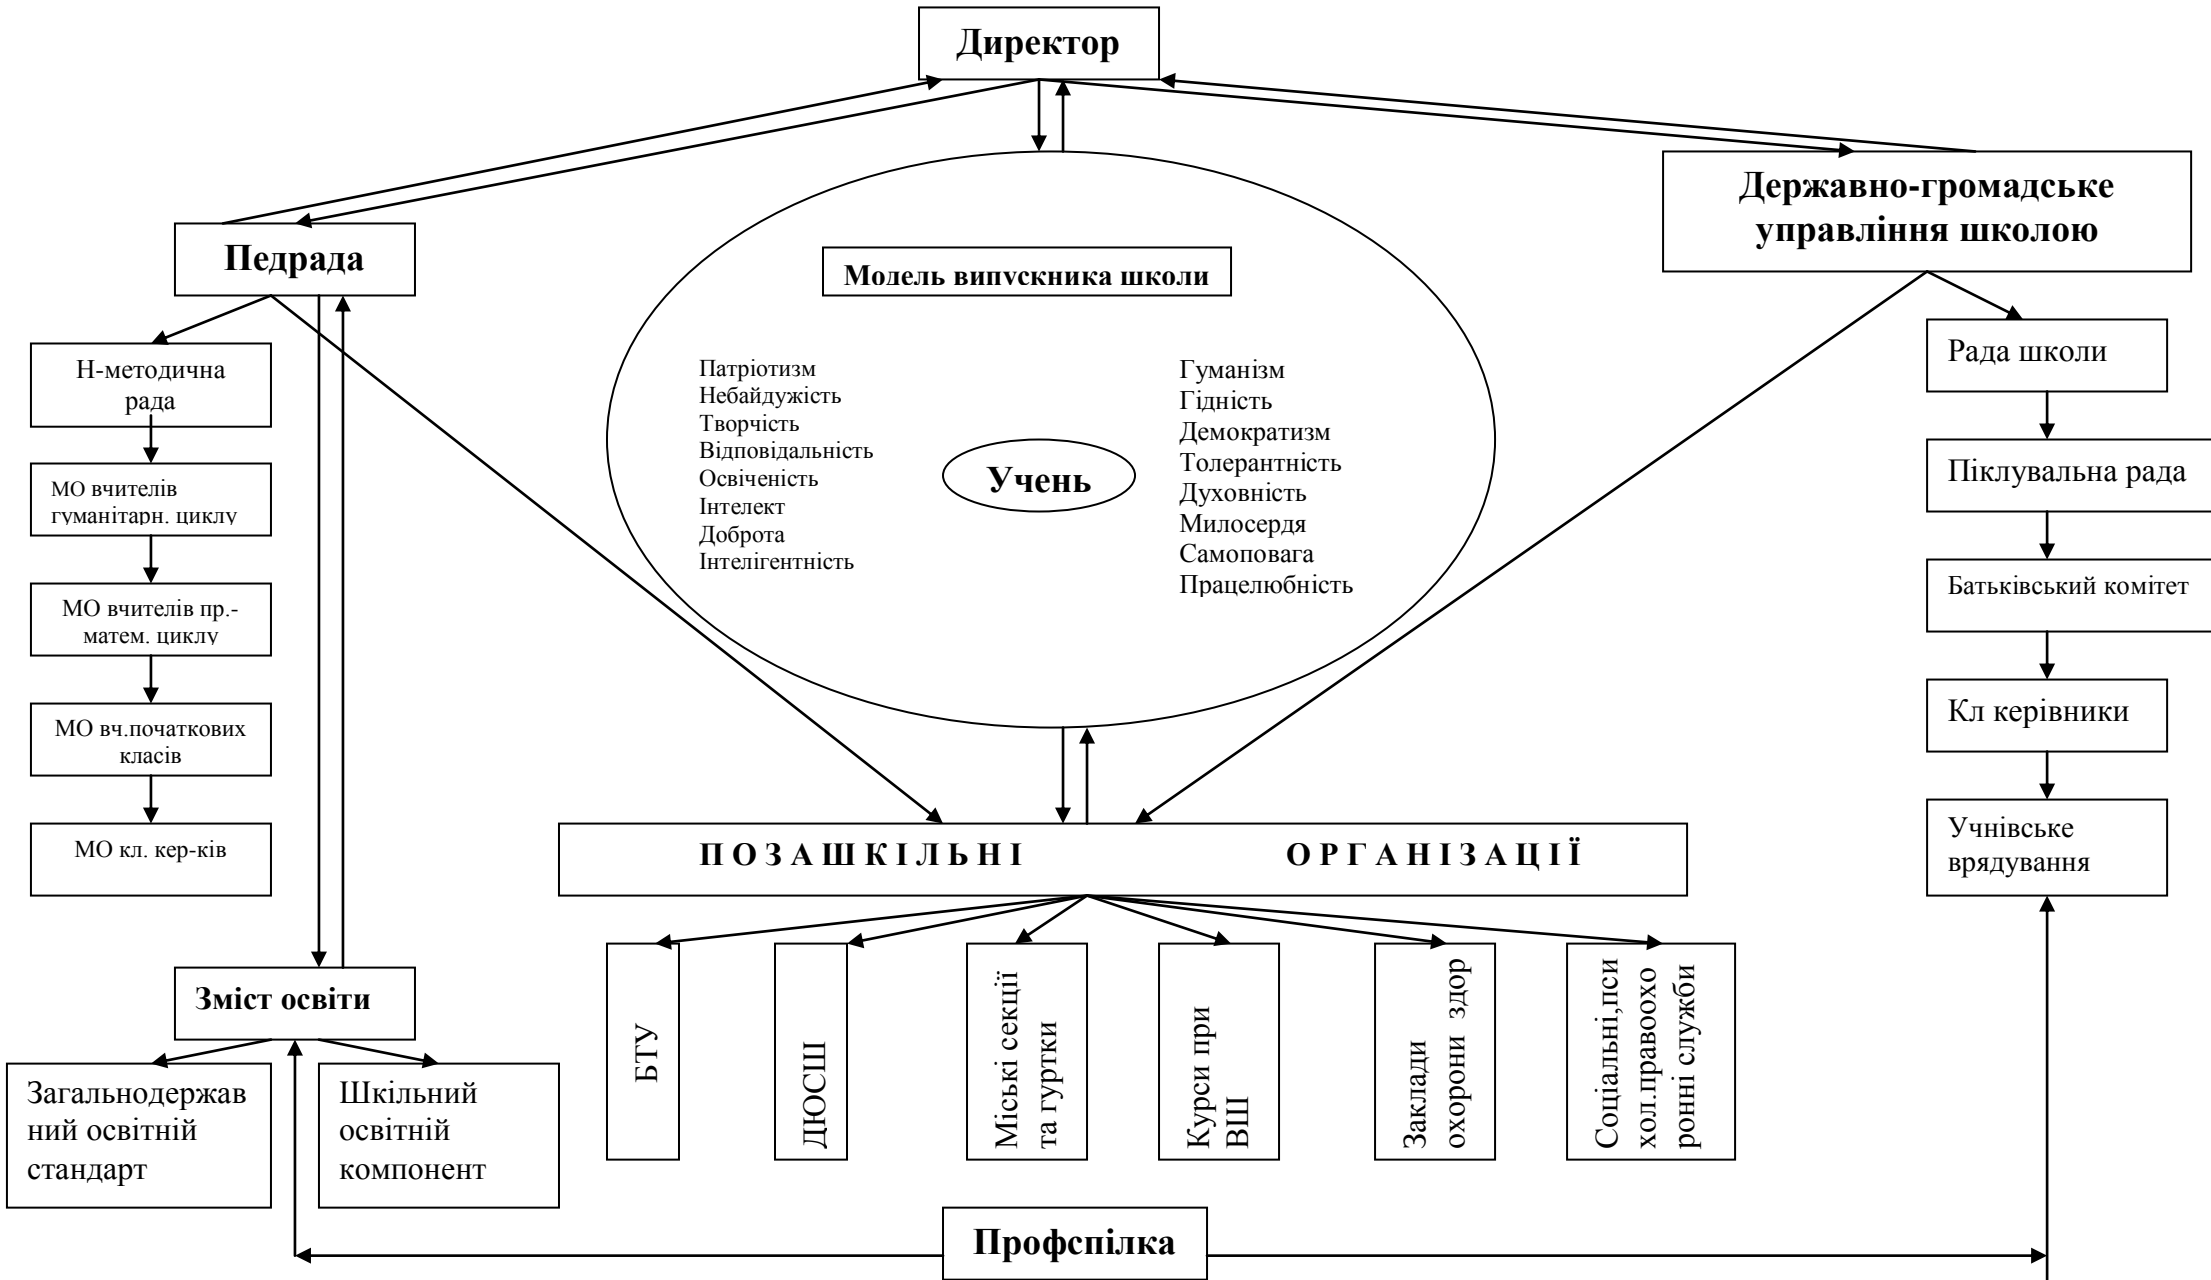 Директор
Державно-громадське
управління школою
Педрада
Модель випускника школи
Н-методична
рада
МО вчителів
гуманітарн. циклу
МО вчителів пр.-
матем. циклу
МО вч.початкових
класів
МО кл. кер-ків
Патріотизм
Небайдужість
Творчість
Відповідальність
Освіченість
Інтелект
Доброта
Інтелігентність
Учень
Гуманізм
Гідність
Демократизм
Толерантність
Духовність
Милосердя
Самоповага
Працелюбність
Рада школи
Піклувальна рада
Батьківський комітет
Кл керівники
Учнівське
врядування
П О З А Ш К І Л Ь Н І О Р Г А Н І З А Ц І Ї
Зміст освіти
Загальнодержав
ний освітній
стандарт
Шкільний
освітній
компонент
БТУ
ДЮСШ
Міські секції
та гуртки
Курси при
ВШ
Заклади
охорони здор
Соціальні,пси
хол.правоохо
ронні служби
Профспілка